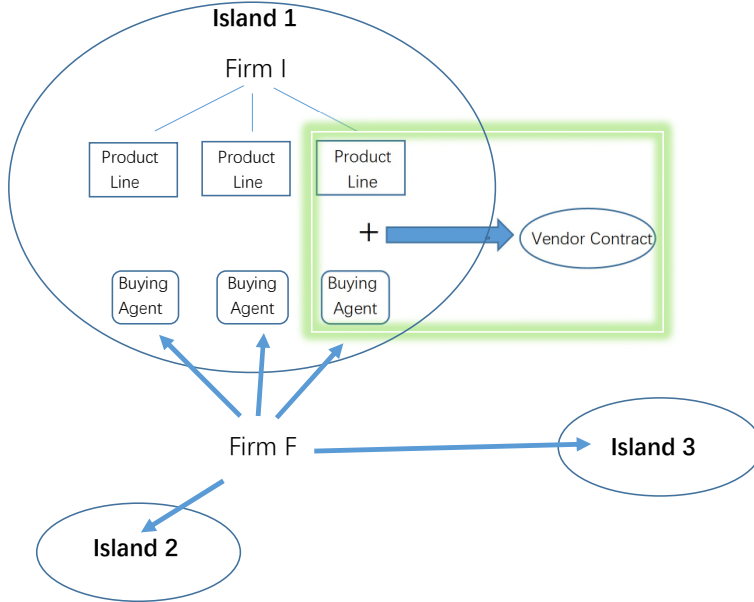 Island 1
Firm I
Product
Line
Product
Line
Product
Line
+
Vendor Contract
Buying
Agent
Buying
Agent
Buying
Agent
Firm F
Island 3
Island 2